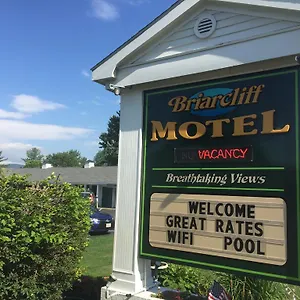 Briarcliff
MOTEL
VACANCY
Breathtaking Views
WELCOME
GREAT RATES
WIFI POOL